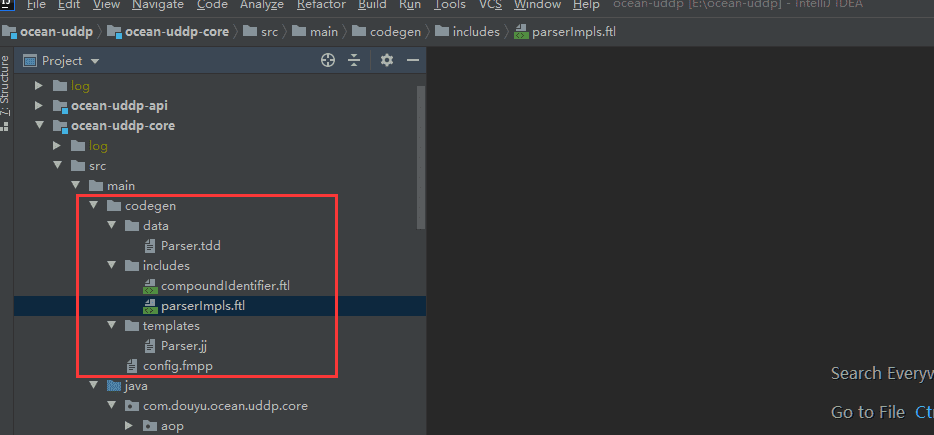 File Edit View Navigate Code Analyze Refactor Build Run Tools VCS Window Help ocean-uddp [E:\ocean-uddp] - IntelliJ IDEA
ocean-uddp ocean-uddp-core src main codegen includes parserImpls.ftl
Project
7: Structure
log
ocean-uddp-api
ocean-uddp-core
log
src
main
codegen
data
Parser.tdd
includes
compoundIdentifier.ftl
parserImpls.ftl
templates
Parser.jj
config.fmpp
java
com.douyu.ocean.uddp.core
aop
Search Everyw
Go to File Ct